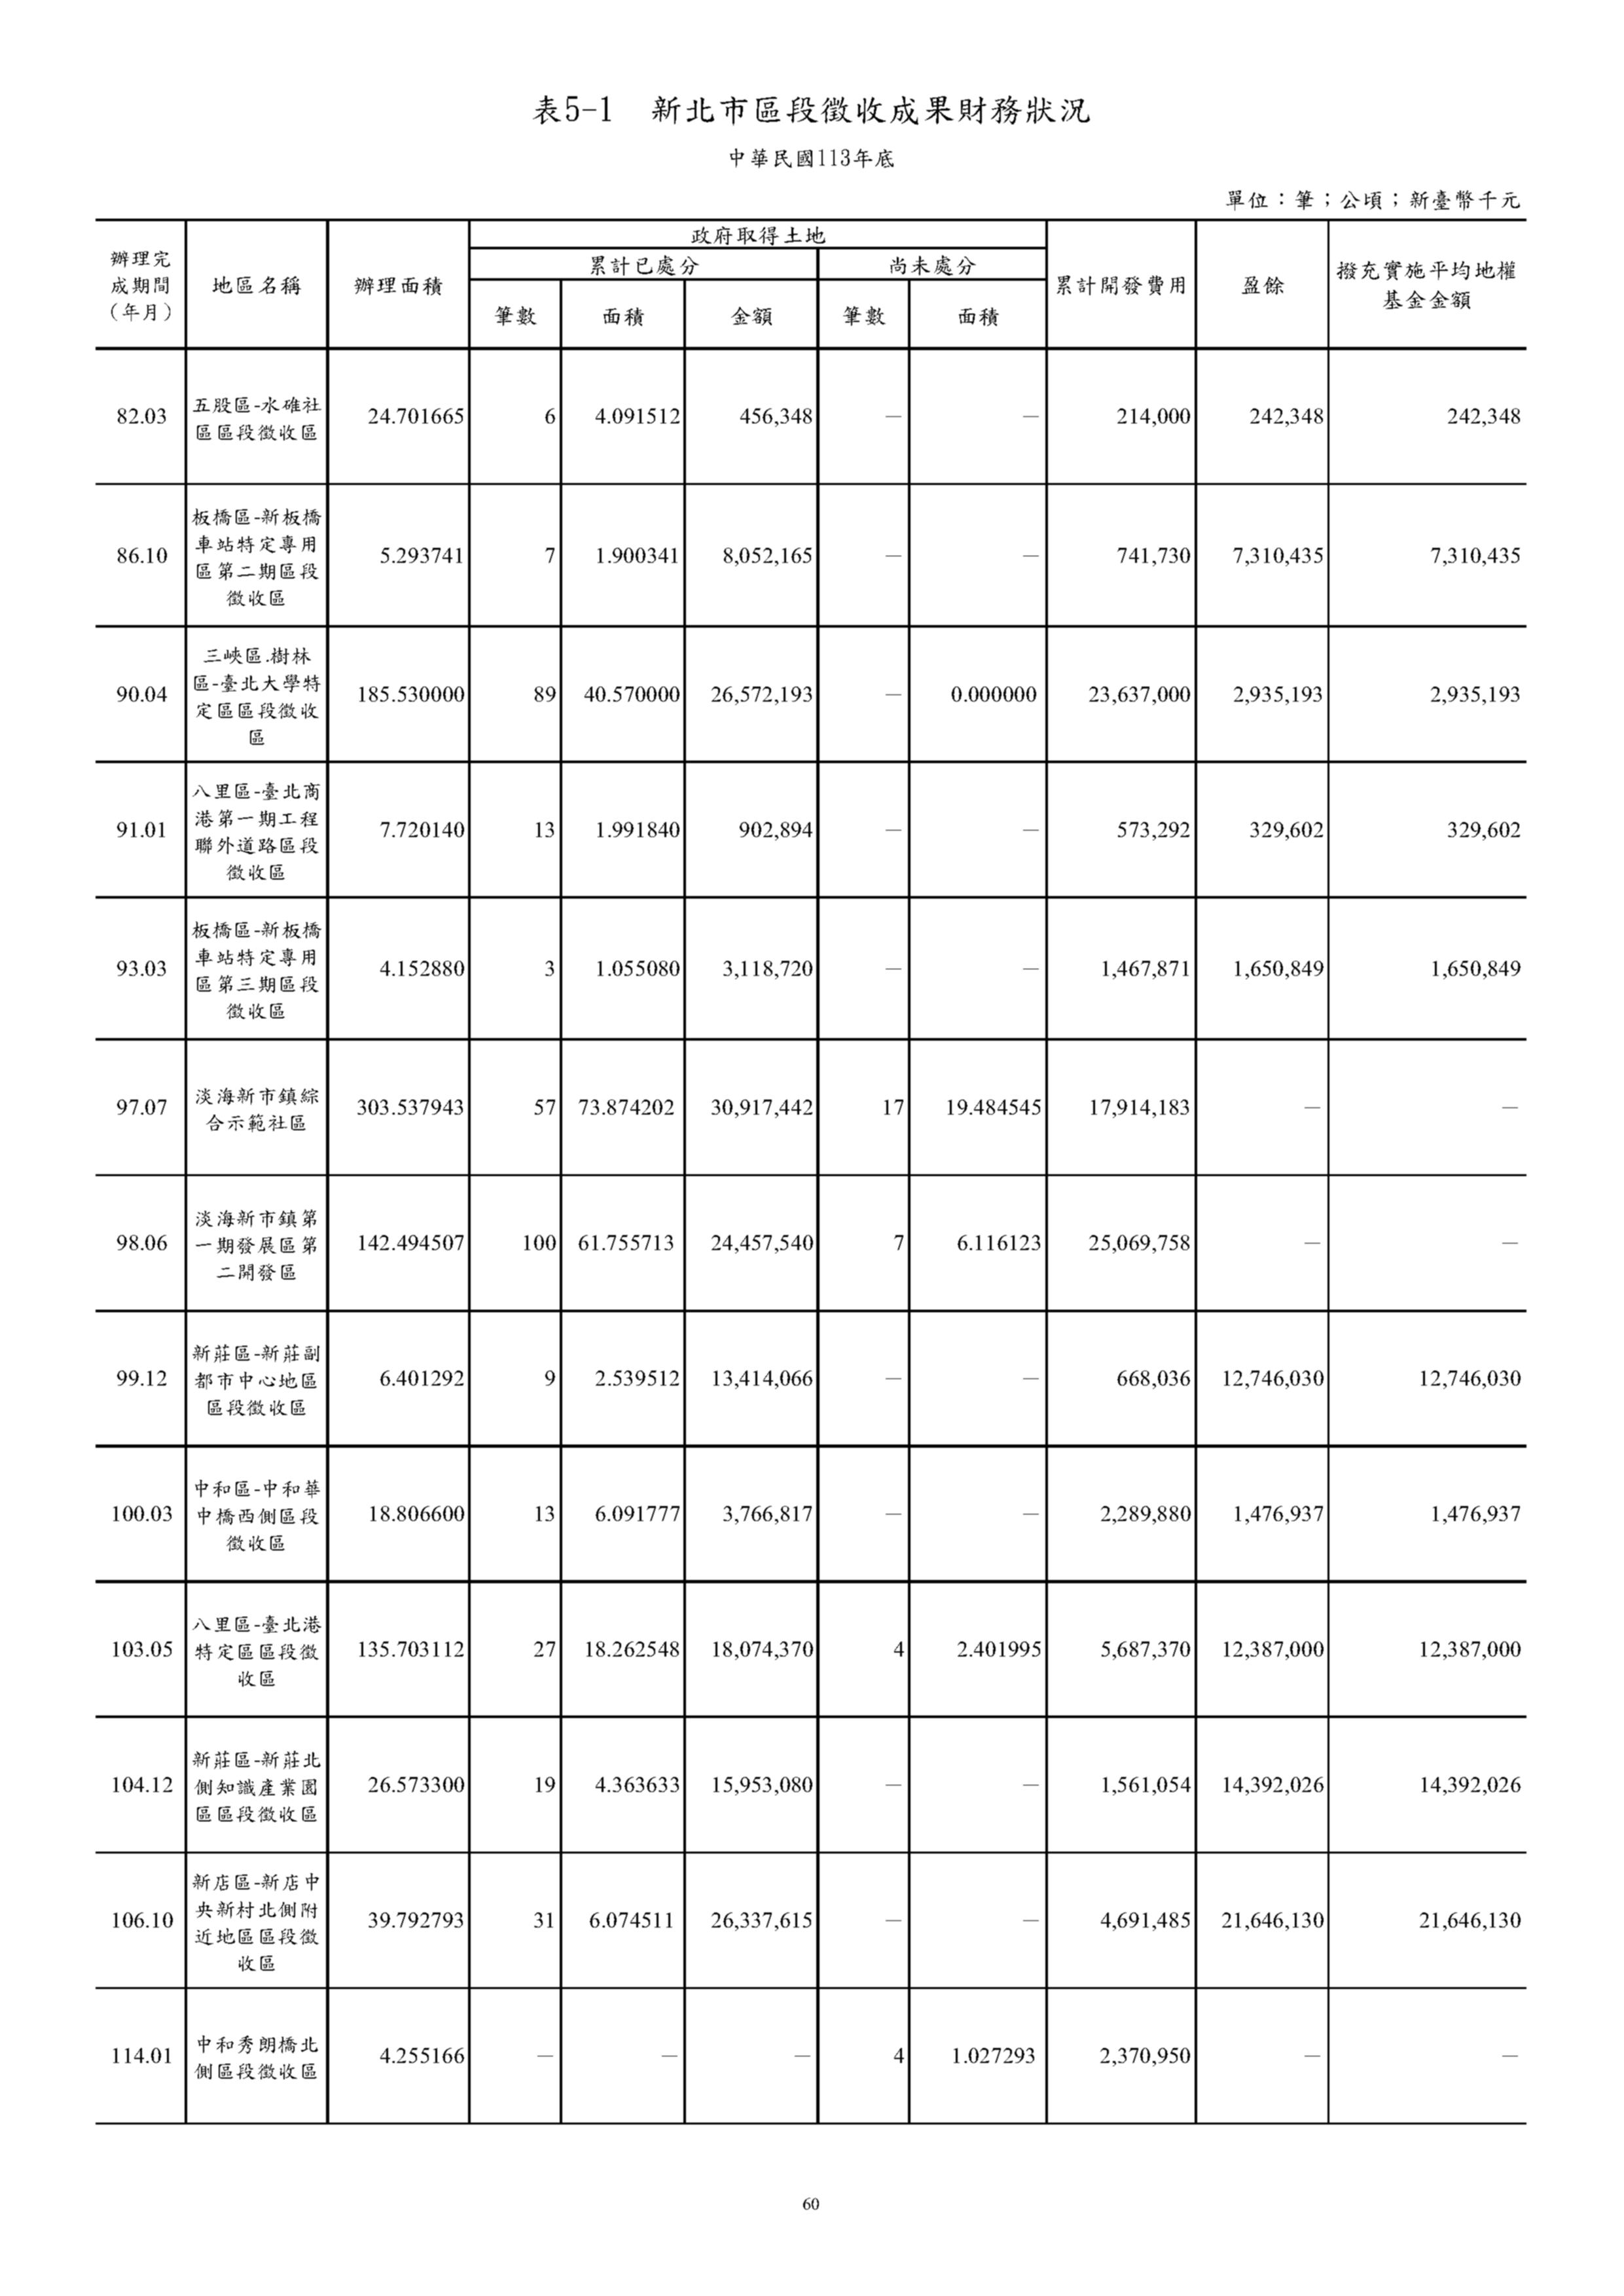 表5-1 新北市區段徵收成果財務狀況
中華民國113年底
單位：筆；公頃；新臺幣千元
辦理完成期間（年月） 地區名稱 辦理面積 政府取得土地 累計開發費用 盈餘 撥充實施平均地權基金金額
累計已處分 尚未處分
筆數 面積 金額 筆數 面積
82.03 五股區-水碓社區區段徵收區 24.701665 6 4.091512 456,348 — — 214,000 242,348 242,348
86.10 板橋區-新板橋車站特定專用區第二期區段徵收區 5.293741 7 1.900341 8,052,165 — — 741,730 7,310,435 7,310,435
90.04 三峽區.樹林區-臺北大學特定區區段徵收區 185.530000 89 40.570000 26,572,193 — 0.000000 23,637,000 2,935,193 2,935,193
91.01 八里區-臺北商港第一期工程聯外道路區段徵收區 7.720140 13 1.991840 902,894 — — 573,292 329,602 329,602
93.03 板橋區-新板橋車站特定專用區第三期區段徵收區 4.152880 3 1.055080 3,118,720 — — 1,467,871 1,650,849 1,650,849
97.07 淡海新市鎮綜合示範社區 303.537943 57 73.874202 30,917,442 17 19.484545 17,914,183 — —
98.06 淡海新市鎮第一期發展區第二開發區 142.494507 100 61.755713 24,457,540 7 6.116123 25,069,758 — —
99.12 新莊區-新莊副都市中心地區區段徵收區 6.401292 9 2.539512 13,414,066 — — 668,036 12,746,030 12,746,030
100.03 中和區-中和華中橋西側區段徵收區 18.806600 13 6.091777 3,766,817 — — 2,289,880 1,476,937 1,476,937
103.05 八里區-臺北港特定區區段徵收區 135.703112 27 18.262548 18,074,370 4 2.401995 5,687,370 12,387,000 12,387,000
104.12 新莊區-新莊北側知識產業園區區段徵收區 26.573300 19 4.363633 15,953,080 — — 1,561,054 14,392,026 14,392,026
106.10 新店區-新店中央新村北側附近地區區段徵收區 39.792793 31 6.074511 26,337,615 — — 4,691,485 21,646,130 21,646,130
114.01 中和秀朗橋北側區段徵收區 4.255166 — — — 4 1.027293 2,370,950 — —
60